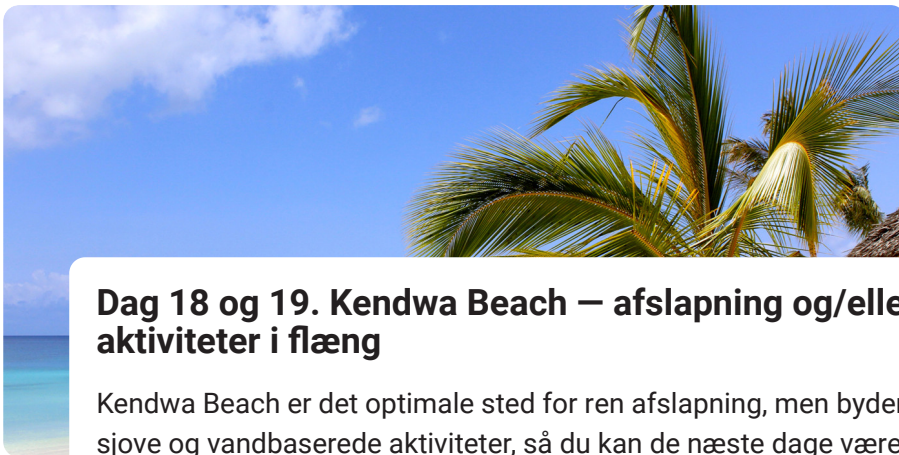 Dag 18 og 19. Kendwa Beach — afslapning og/elle
aktiviteter i flæng
Kendwa Beach er det optimale sted for ren afslapning, men byder
sjove og vandbaserede aktiviteter, så du kan de næste dage være